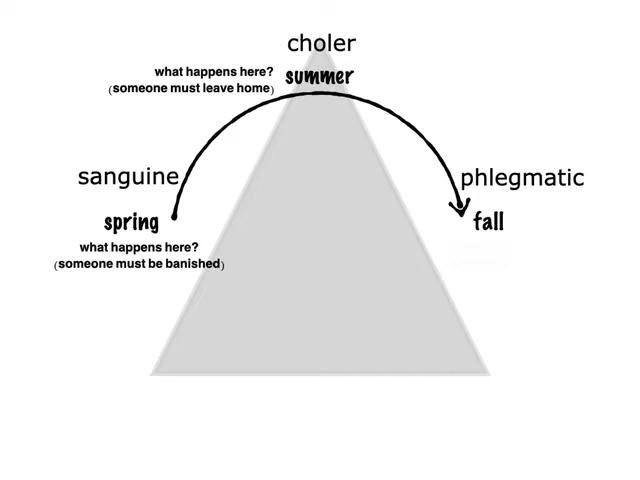 choler
what happens here?
summer
(someone must leave home)
sanguine
phlegmatic
spring
fall
what happens here?
(someone must be banished)